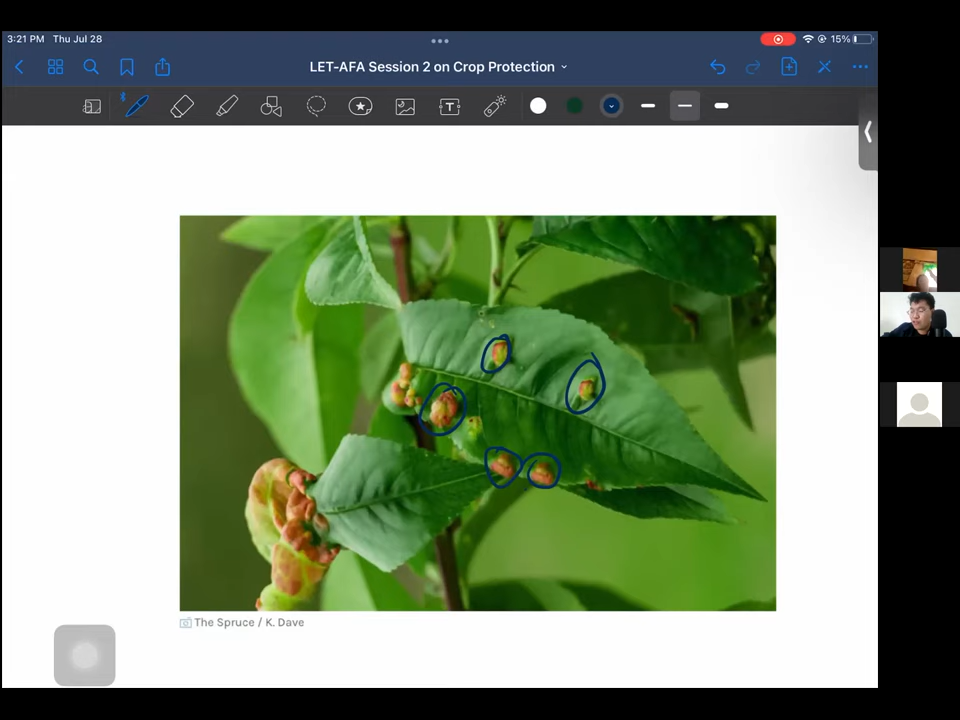 3:21 PM Thu Jul 28
15%
LET-AFA Session 2 on Crop Protection
T
The Spruce / K. Dave